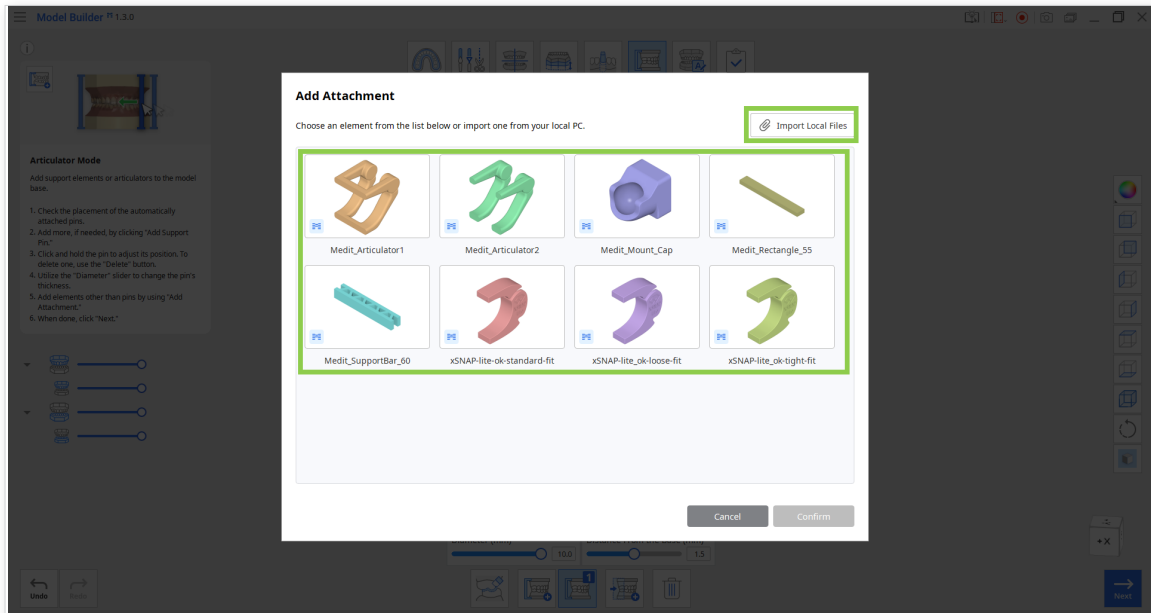 Model Builder 1.3.0
Add Attachment
Choose an element from the list below or import one from your local PC.
Import Local Files
Articulator Mode
Add support elements or articulators to the model
base.
1. Check the placement of the automatically
attached pins.
2. Add more, if needed, by clicking "Add Support
Pin."
3. Click and hold the pin to adjust its position. To
delete one, use the "Delete" button.
4. Utilize the "Diameter" slider to change the pin's
thickness.
5. Add elements other than pins by using "Add
Attachment."
6. When done, click "Next."
Medit_Articulator1
Medit_Articulator2
Medit_Mount_Cap
Medit_Rectangle_55
Medit_SupportBar_60
xSNAP-lite-ok-standard-fit
xSNAP-lite_ok-loose-fit
xSNAP-lite_ok-tight-fit
Cancel
Confirm
10.0
1.5
1
+X
Undo
Redo
Next